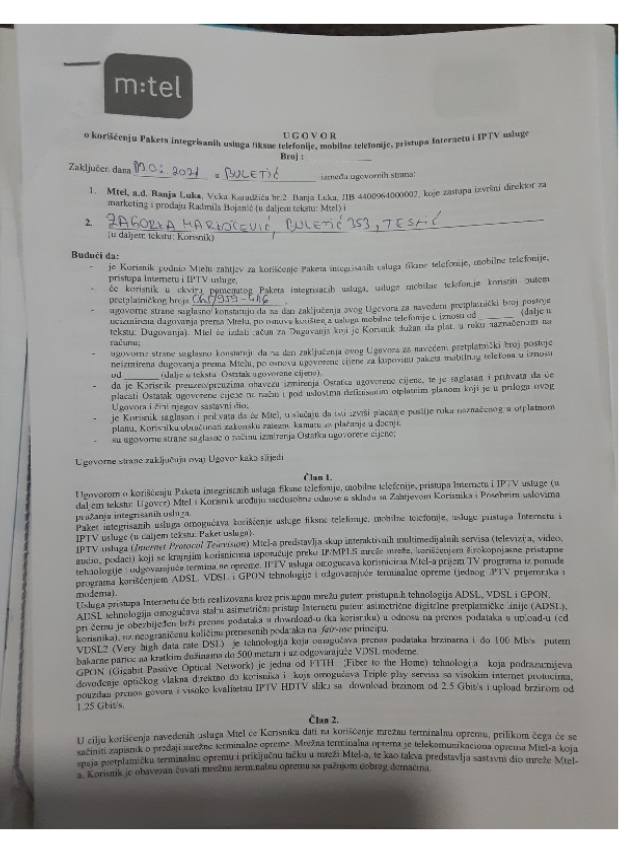 m:tel
UGOVOR
o korišćenju Paketa integrisanih usluga fiksne telefonije, mobilne telefonije, pristupa Internetu i IPTV usluge
Broj :
Zaključen dana 2021 u BULETIĆ između ugovornih strana:
1. Mtel, a.d. Banja Luka, Vuka Karadžića br.2 Banja Luka, JIB 4400964000007, koje zastupa izvršni direktor za
marketing i prodaju Radmila Bojanić (u daljem tekstu: Mtel) i
2. ZAGORKA BULETIĆ 353, TESLIĆ
(u daljem tekstu: Korisnik)
Budući da:
- je Korisnik podnio Mtelu zahtjev za korišćenje Paketa integrisanih usluga fiksne telefonije, mobilne telefonije,
pristupa Internetu i IPTV usluge,
- će korisnik u okviru pomenutog Paketa integrisanih usluga, usluge mobilne telefonije koristiti putem
pretplatničkog broja
- ugovorne strane saglasno konstatuju da na dan zaključenja ovog Ugovora za navedeni pretplatnički broj postoje
neizmirena dugovanja prema Mtelu, po osnovu korištenja usluga mobilne telefonije u iznosu od (dalje u
tekstu: Dugovanja). Mtel će izdati račun za Dugovanja koji je Korisnik dužan da plati u roku naznačenom na
računu;
- ugovorne strane saglasno konstatuju da na dan zaključenja ovog Ugovora za navedeni pretplatnički broj postoje
neizmirena dugovanja prema Mtelu, po osnovu ugovorene cijene za kupovinu paketa mobilnog telefona u iznosu
od (dalje u tekstu: Ostatak ugovorene cijene),
- da je Korisnik preuzeo/preuzima obavezu izmirenja Ostatka ugovorene cijene, te je saglasan i prihvata da će
plaćati Ostatak ugovorene cijene na način i pod uslovima definisanim otplatnim planom koji je u prilogu ovog
Ugovora i čini njegov sastavni dio;
- je Korisnik saglasan i prihvata da će Mtel, u slučaju da isti izvrši plaćanje poslije roka naznačenog u otplatnom
planu, Korisniku obračunati zakonsku zateznu kamatu za plaćanje u docnji;
- su ugovorne strane saglasne o načinu izmirenja Ostatka ugovorene cijene;
Ugovorne strane zaključuju ovaj Ugovor kako slijedi
Član 1.
Ugovorom o korišćenju Paketa integrisanih usluga fiksne telefonije, mobilne telefonije, pristupa Internetu i IPTV usluge (u
daljem tekstu: Ugovor) Mtel i Korisnik uređuju međusobne odnose u skladu sa Zahtjevom Korisnika i Posebnim uslovima
pružanja integrisanih usluga.
Paket integrisanih usluga omogućava korišćenje usluge fiksne telefonije, mobilne telefonije, usluge pristupa Internetu i
IPTV usluge (u daljem tekstu: Paket usluga).
IPTV usluga (Internet Protocol Television) Mtel-a predstavlja skup interaktivnih multimedijalnih servisa (televizija, video,
audio, podaci) koji se krajnjim korisnicima isporučuje preko IP/MPLS mreže, korišćenjem širokopojasne pristupne
tehnologije i odgovarajuće terminalne opreme. IPTV usluga omogućava korisnicima Mtel-a prijem TV programa iz ponude
programa korišćenjem ADSL, VDSL i GPON tehnologije i odgovarajuće terminalne opreme (jednog IPTV prijemnika i
modema).
Usluga pristupa Internetu će biti realizovana kroz pristupnu mrežu putem pristupnih tehnologija ADSL, VDSL i GPON.
ADSL tehnologija omogućava stalni asimetrični pristup Internetu putem asimetrične digitalne pretplatničke linije (ADSL),
pri čemu je obezbijeđen brži prenos podataka u download-u (ka korisniku) u odnosu na prenos podataka u upload-u (od
korisnika), uz neograničenu količinu prenesenih podataka na fair-use principu.
VDSL2 (Very high data rate DSL) je tehnologija koja omogućava prenos podataka brzinama i do 100 Mb/s putem
bakarne parice na kratkim dužinama do 500 metara i uz odgovarajuće VDSL modeme.
GPON (Gigabit Passive Optical Network) je jedna od FTTH (Fiber to the Home) tehnologija koja podrazumijeva
dovođenje optičkog vlakna direktno do korisnika i koja omogućava Triple play servisa sa visokim internet protocima,
pouzdan prenos govora i visoko kvalitetnu IPTV HDTV sliku sa download brzinom od 2.5 Gbit/s i upload brzinom od
1.25 Gbit/s.
Član 2.
U cilju korišćenja navedenih usluga Mtel će Korisniku dati na korišćenje mrežnu terminalnu opremu, prilikom čega će se
sačiniti zapisnik o predaji mrežne terminalne opreme. Mrežna terminalna oprema je telekomunikaciona oprema Mtel-a koja
spaja pretplatničku terminalnu opremu i priključnu tačku u mreži Mtel-a, te kao takva predstavlja sastavni dio mreže Mtel-
a. Korisnik je obavezan čuvati mrežnu terminalnu opremu sa pažnjom dobrog domaćina.